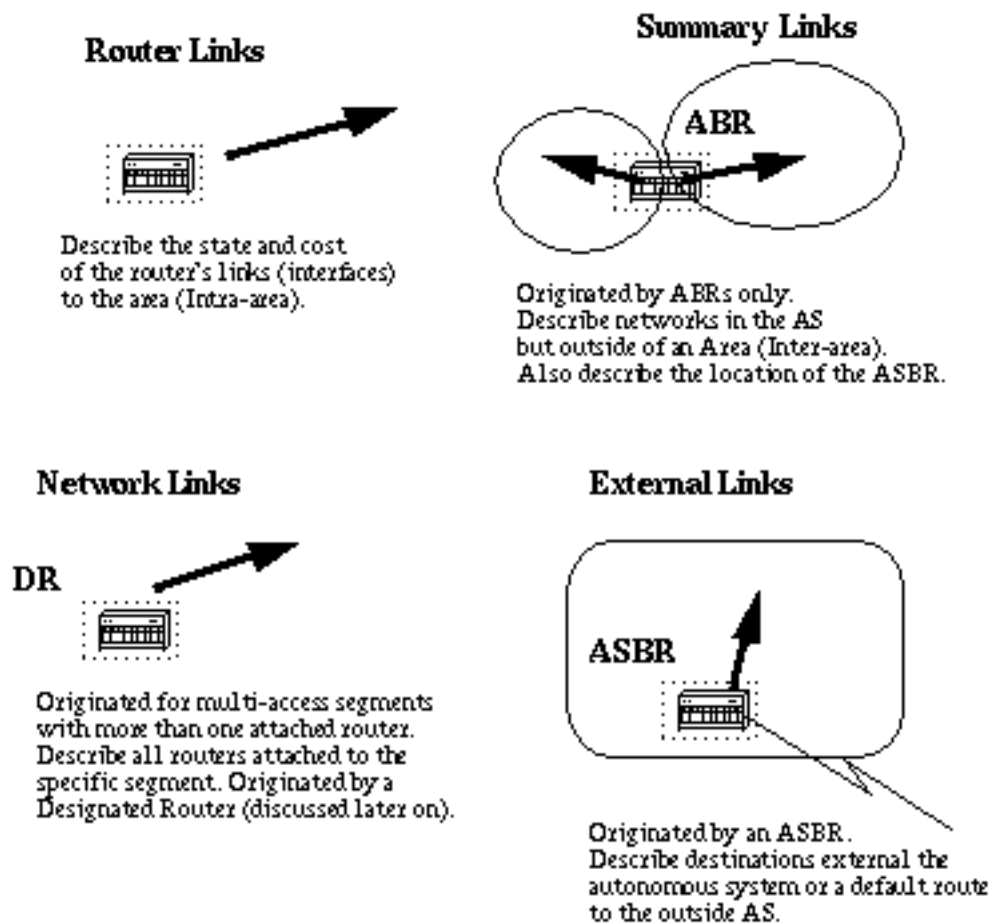 Router Links
Describe the state and cost
of the router's links (interfaces)
to the area (Intra-area).
Summary Links
ABR
Originated by ABRs only.
Describe networks in the AS
but outside of an Area (Inter-area).
Also describe the location of the ASBR.
Network Links
DR
Originated for multi-access segments
with more than one attached router.
Describe all routers attached to the
specific segment. Originated by a
Designated Router (discussed later on).
External Links
ASBR
Originated by an ASBR.
Describe destinations external the
autonomous system or a default route
to the outside AS.